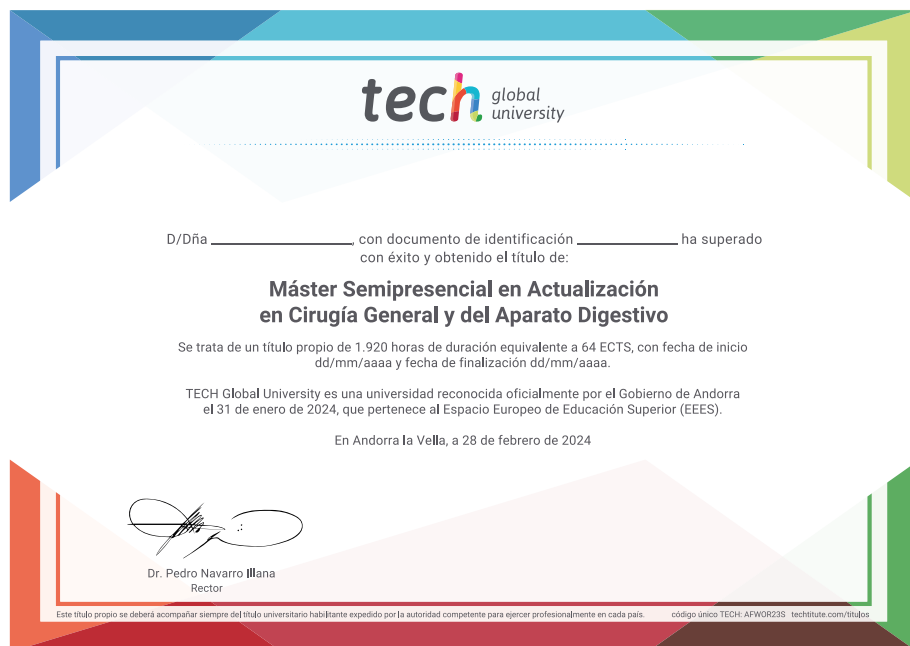 tech global
university
D/Dña ______________, con documento de identificación __________ ha superado
con éxito y obtenido el título de:
Máster Semipresencial en Actualización
en Cirugía General y del Aparato Digestivo
Se trata de un título propio de 1.920 horas de duración equivalente a 64 ECTS, con fecha de inicio
dd/mm/aaaa y fecha de finalización dd/mm/aaaa.
TECH Global University es una universidad reconocida oficialmente por el Gobierno de Andorra
el 31 de enero de 2024, que pertenece al Espacio Europeo de Educación Superior (EEES).
En Andorra la Vella, a 28 de febrero de 2024
Dr. Pedro Navarro Illana
Rector
Este título propio se deberá acompañar siempre del título universitario habilitante expedido por la autoridad competente para ejercer profesionalmente en cada país. código único TECH: AFWOR23S techtitute.com/titulos